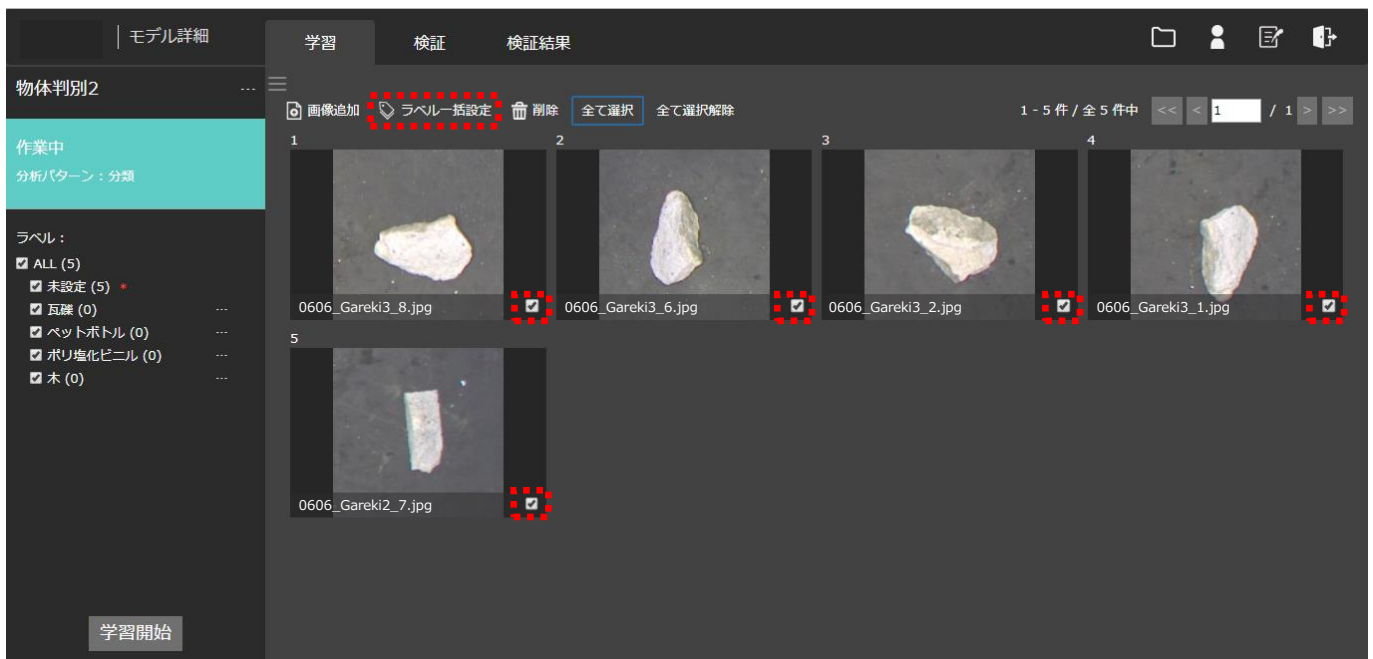 モデル詳細
学習 検証 検証結果
物体判別2 ...
画像追加 ラベル一括設定 削除 全て選択 全て選択解除 1 - 5 件 / 全 5 件中 << < 1 / 1 > >>
作業中
分析パターン：分類
ラベル：
ALL (5)
未設定 (5) *
瓦礫 (0) ...
ペットボトル (0) ...
ポリ塩化ビニル (0) ...
木 (0) ...
1 2 3 4
0606_Gareki3_8.jpg 0606_Gareki3_6.jpg 0606_Gareki3_2.jpg 0606_Gareki3_1.jpg
5
0606_Gareki2_7.jpg
学習開始